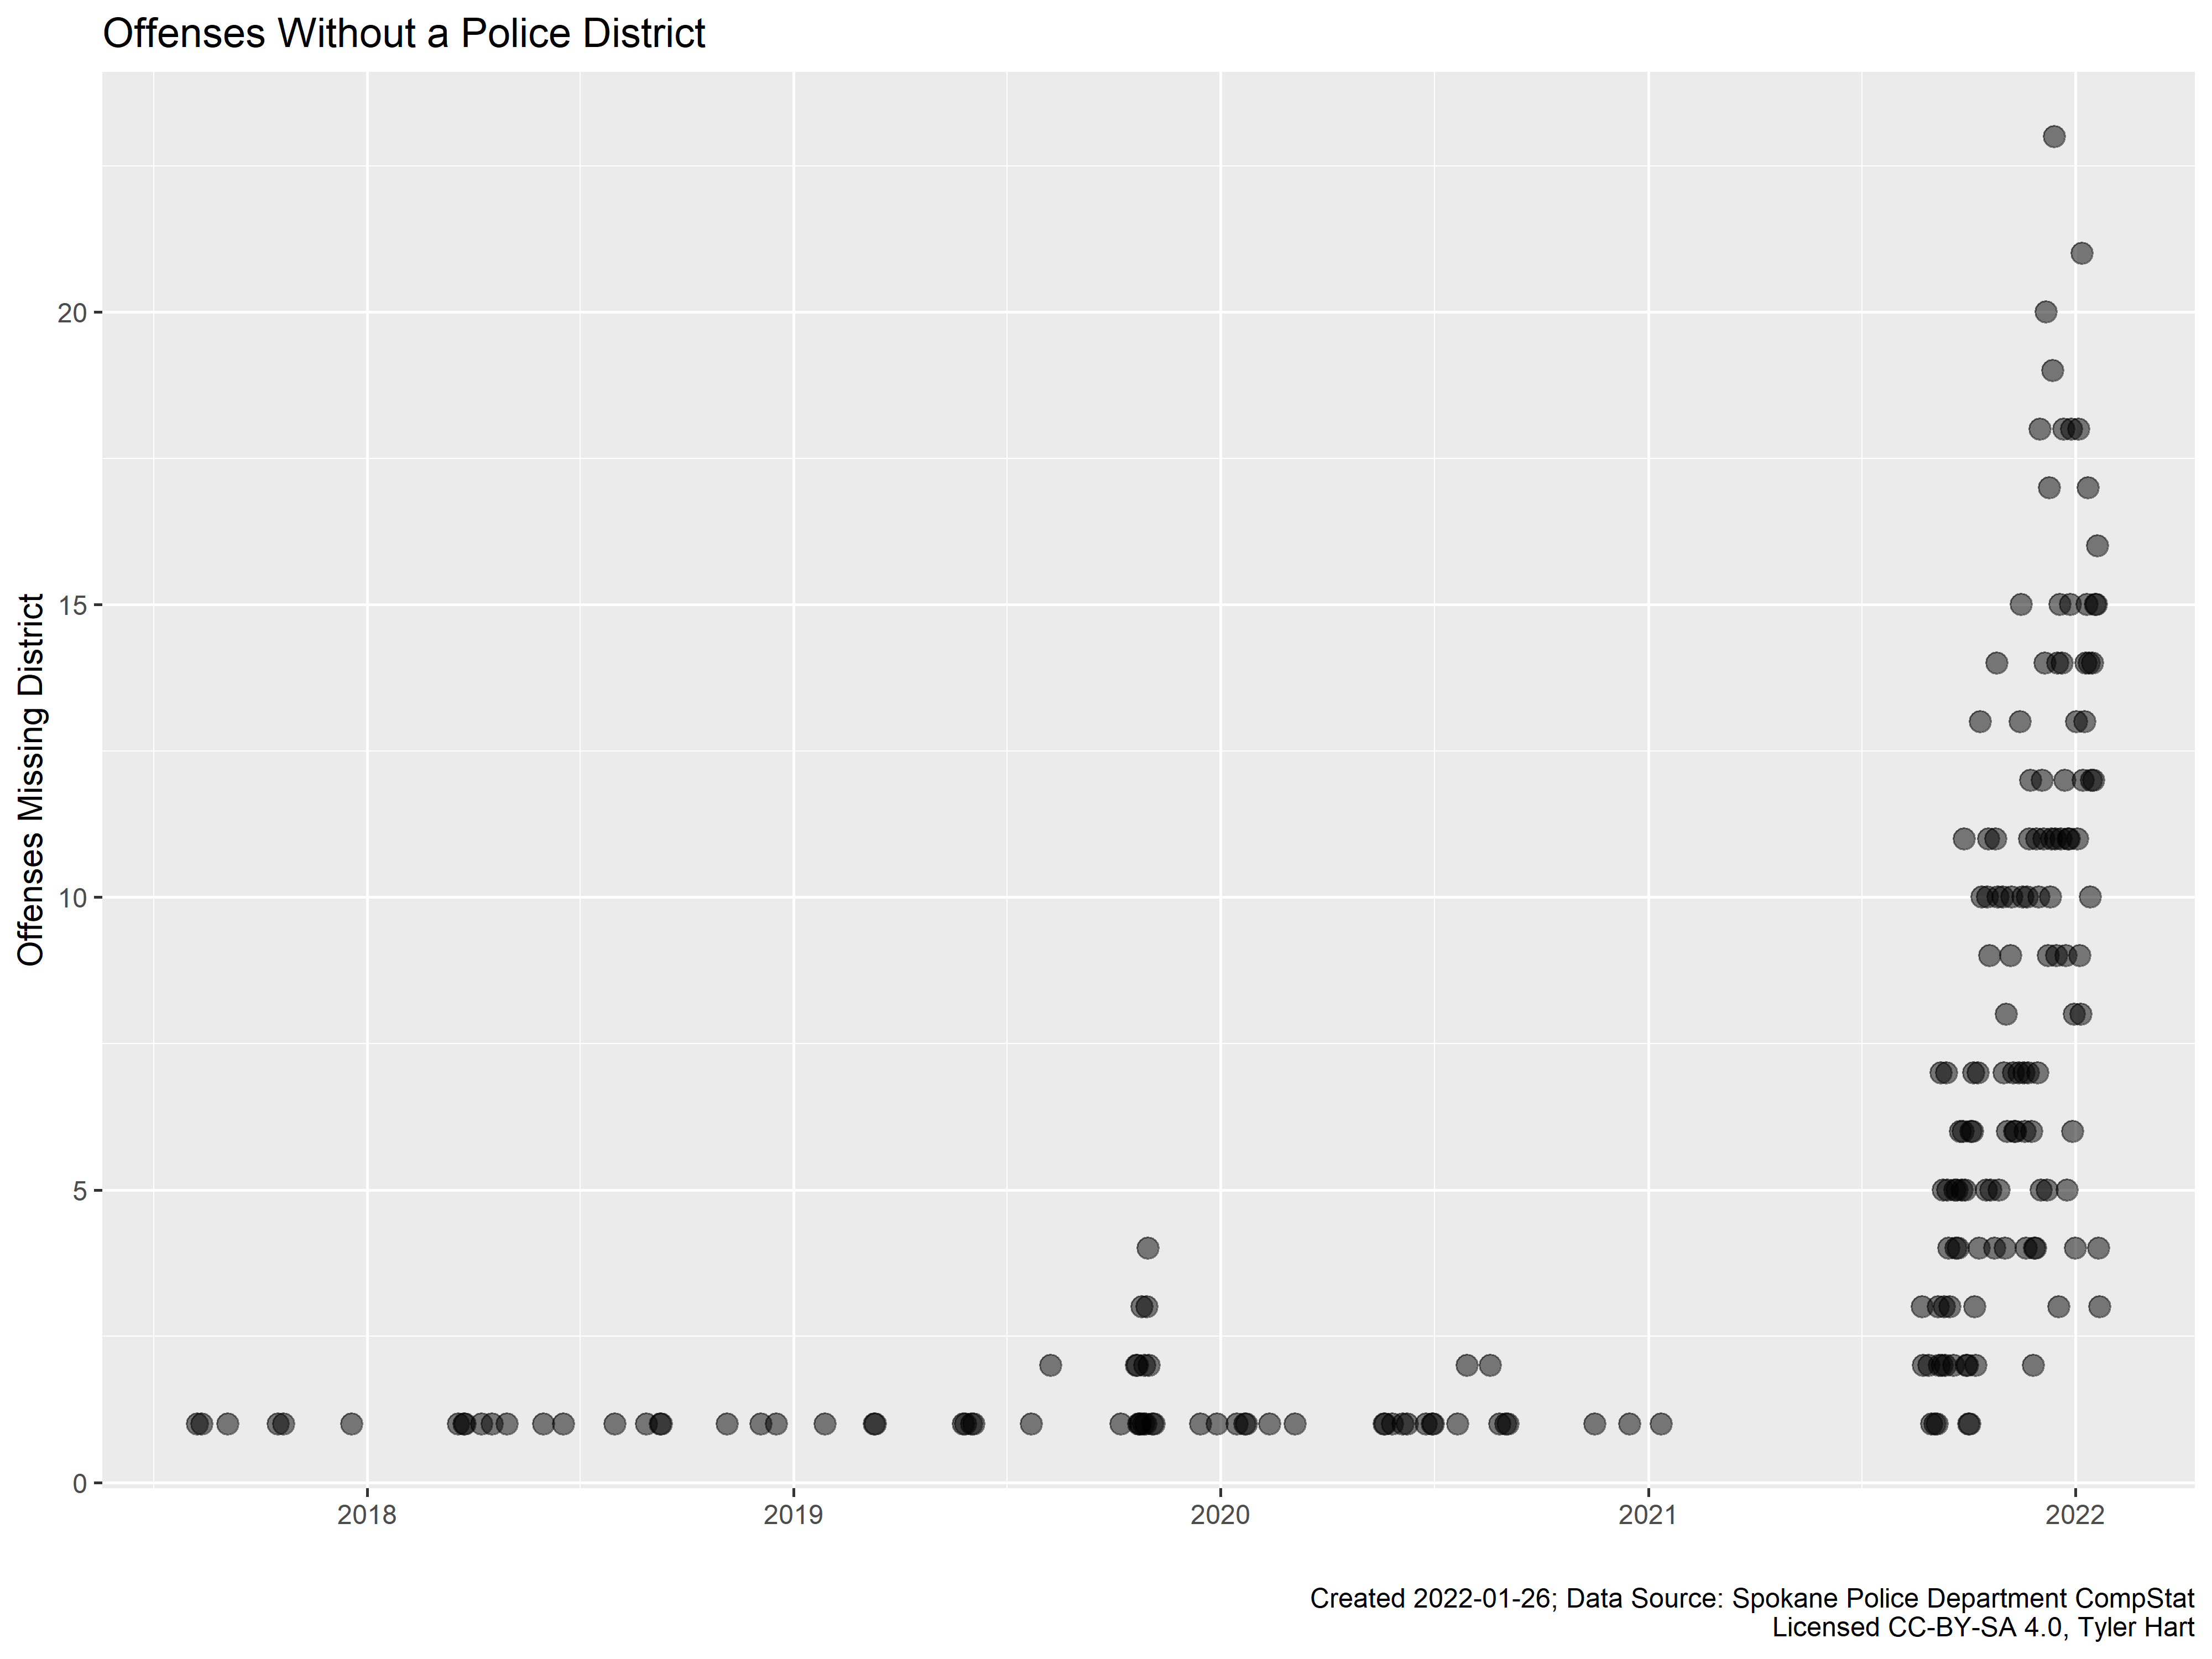 Offenses Without a Police District
Offenses Missing District
20
15
10
5
0
2018
2019
2020
2021
2022
Created 2022-01-26; Data Source: Spokane Police Department CompStat
Licensed CC-BY-SA 4.0, Tyler Hart